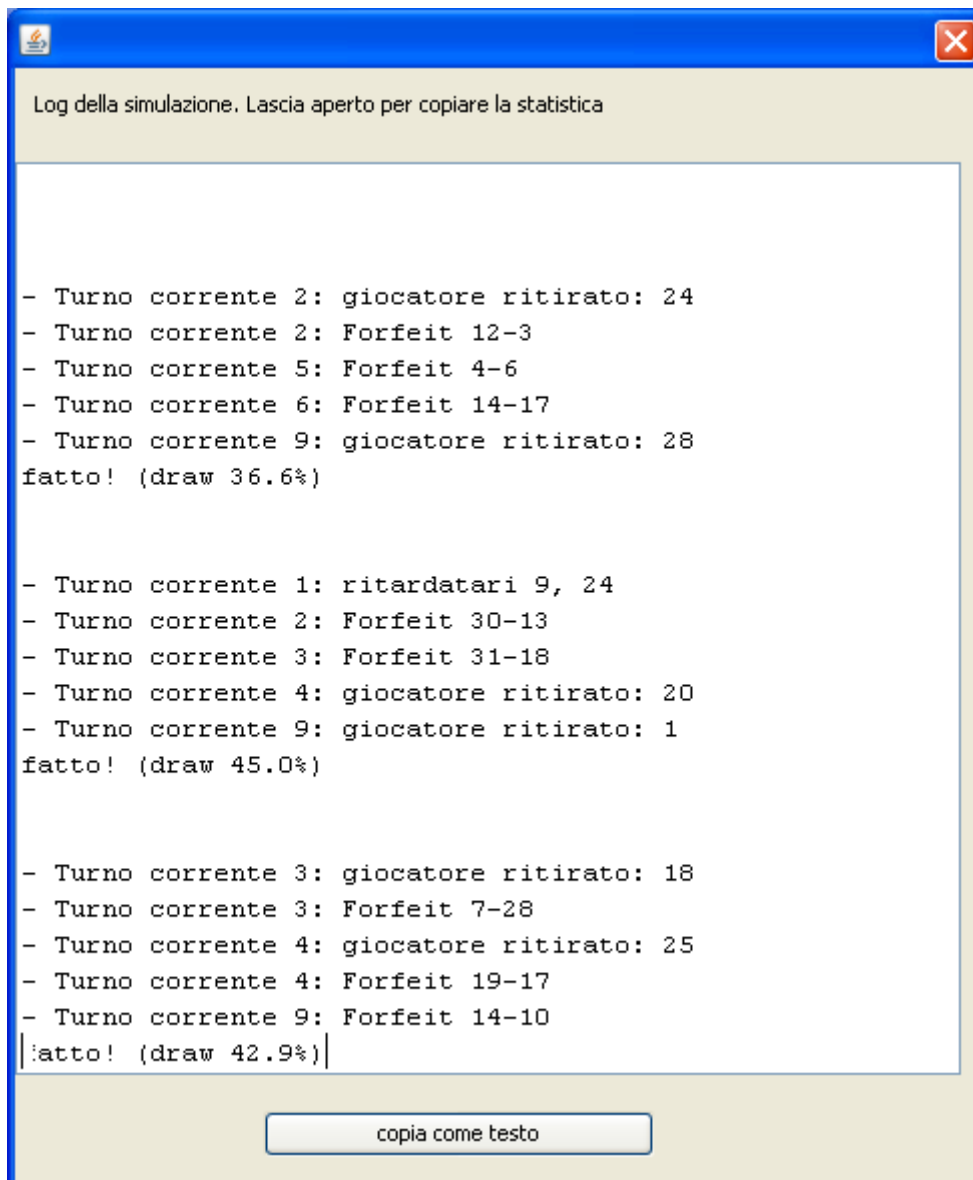 Log della simulazione. Lascia aperto per copiare la statistica
- Turno corrente 2: giocatore ritirato: 24
- Turno corrente 2: Forfeit 12-3
- Turno corrente 5: Forfeit 4-6
- Turno corrente 6: Forfeit 14-17
- Turno corrente 9: giocatore ritirato: 28
fatto! (draw 36.6%)
- Turno corrente 1: ritardatari 9, 24
- Turno corrente 2: Forfeit 30-13
- Turno corrente 3: Forfeit 31-18
- Turno corrente 4: giocatore ritirato: 20
- Turno corrente 9: giocatore ritirato: 1
fatto! (draw 45.0%)
- Turno corrente 3: giocatore ritirato: 18
- Turno corrente 3: Forfeit 7-28
- Turno corrente 4: giocatore ritirato: 25
- Turno corrente 4: Forfeit 19-17
- Turno corrente 9: Forfeit 14-10
fatto! (draw 42.9%)
copia come testo